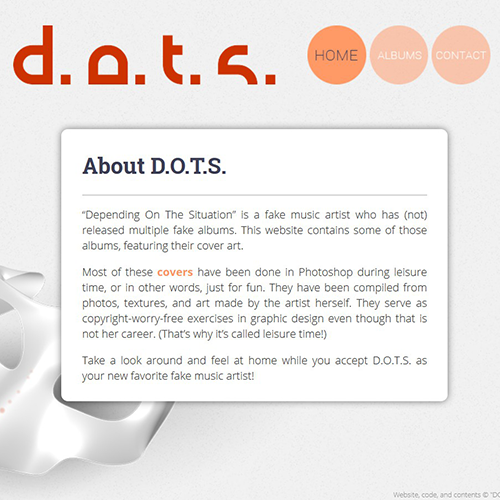 d.o.t.s.
HOME
ALBUMS
CONTACT
About D.O.T.S.
“Depending On The Situation” is a fake music artist who has (not)
released multiple fake albums. This website contains some of those
albums, featuring their cover art.
Most of these covers have been done in Photoshop during leisure
time, or in other words, just for fun. They have been compiled from
photos, textures, and art made by the artist herself. They serve as
copyright-worry-free exercises in graphic design even though that is
not her career. (That’s why it’s called leisure time!)
Take a look around and feel at home while you accept D.O.T.S. as
your new favorite fake music artist!
Website, code, and contents © "DO